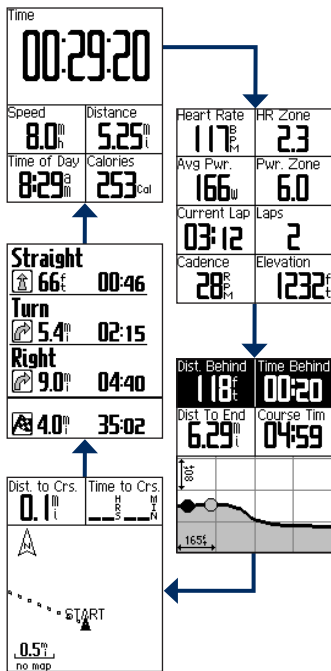 Time
00:29:20
Speed Distance
8.0 m h 5.25 m i
Time of Day Calories
8:29 a m 253 Cal
Heart Rate HR Zone
117 B P M 2.3
Avg Pwr. Pwr. Zone
166 w 6.0
Current Lap Laps
03:12 2
Cadence Elevation
28 R P M 1232 f t
Straight
66 f t 00:46
Turn
5.4 m i 02:15
Right
9.0 m i 04:40
4.0 m i 35:02
Dist. Behind Time Behind
118 f t 00:20
Dist To End Course Tim
6.29 m i 04:59
80 f t
165 f t
Dist. to Crs. Time to Crs.
0.1 m i __ H R S __ M I N
N
START
0.5 m i
no map